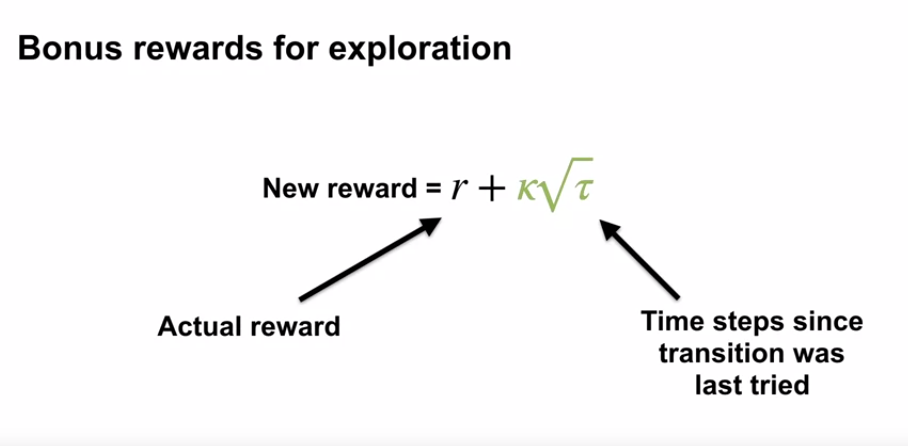 Bonus rewards for exploration
New reward = r + κ√τ
Actual reward
Time steps since
transition was
last tried